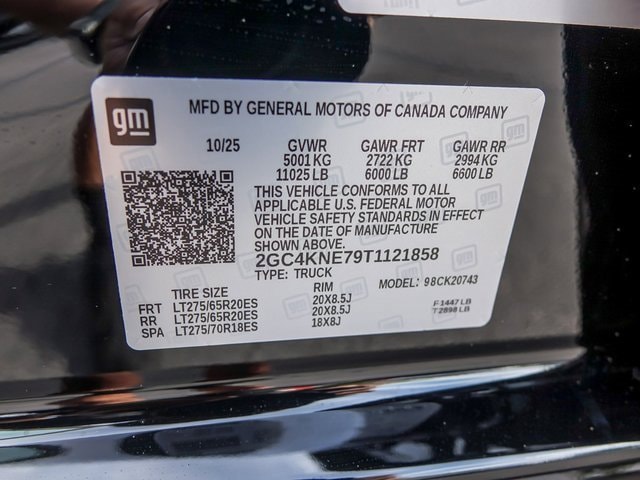 gm
MFD BY GENERAL MOTORS OF CANADA COMPANY
10/25 GVWR GAWR FRT GAWR RR
5001 KG 2722 KG 2994 KG
11025 LB 6000 LB 6600 LB
THIS VEHICLE CONFORMS TO ALL
APPLICABLE U.S. FEDERAL MOTOR
VEHICLE SAFETY STANDARDS IN EFFECT
ON THE DATE OF MANUFACTURE
SHOWN ABOVE.
2GC4KNE79T1121858
TYPE: TRUCK
MODEL: 98CK20743
TIRE SIZE RIM
FRT LT275/65R20ES 20X8.5J
RR LT275/65R20ES 20X8.5J
SPA LT275/70R18ES 18X8J
F1447 LB
T2898 LB